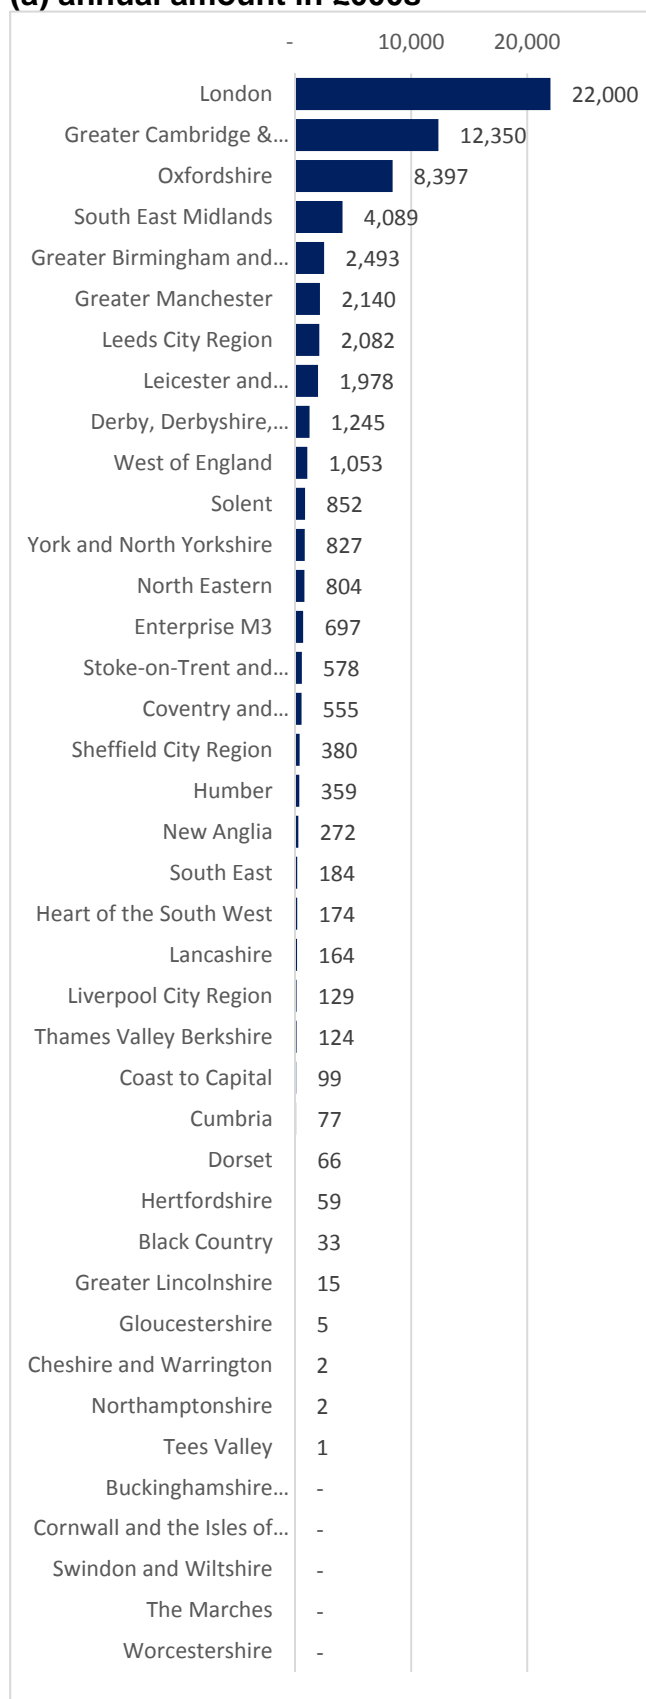 (a) annual amount in £000s
- 10,000 20,000
London 22,000
Greater Cambridge &... 12,350
Oxfordshire 8,397
South East Midlands 4,089
Greater Birmingham and... 2,493
Greater Manchester 2,140
Leeds City Region 2,082
Leicester and... 1,978
Derby, Derbyshire,... 1,245
West of England 1,053
Solent 852
York and North Yorkshire 827
North Eastern 804
Enterprise M3 697
Stoke-on-Trent and... 578
Coventry and... 555
Sheffield City Region 380
Humber 359
New Anglia 272
South East 184
Heart of the South West 174
Lancashire 164
Liverpool City Region 129
Thames Valley Berkshire 124
Coast to Capital 99
Cumbria 77
Dorset 66
Hertfordshire 59
Black Country 33
Greater Lincolnshire 15
Gloucestershire 5
Cheshire and Warrington 2
Northamptonshire 2
Tees Valley 1
Buckinghamshire... -
Cornwall and the Isles of... -
Swindon and Wiltshire -
The Marches -
Worcestershire -